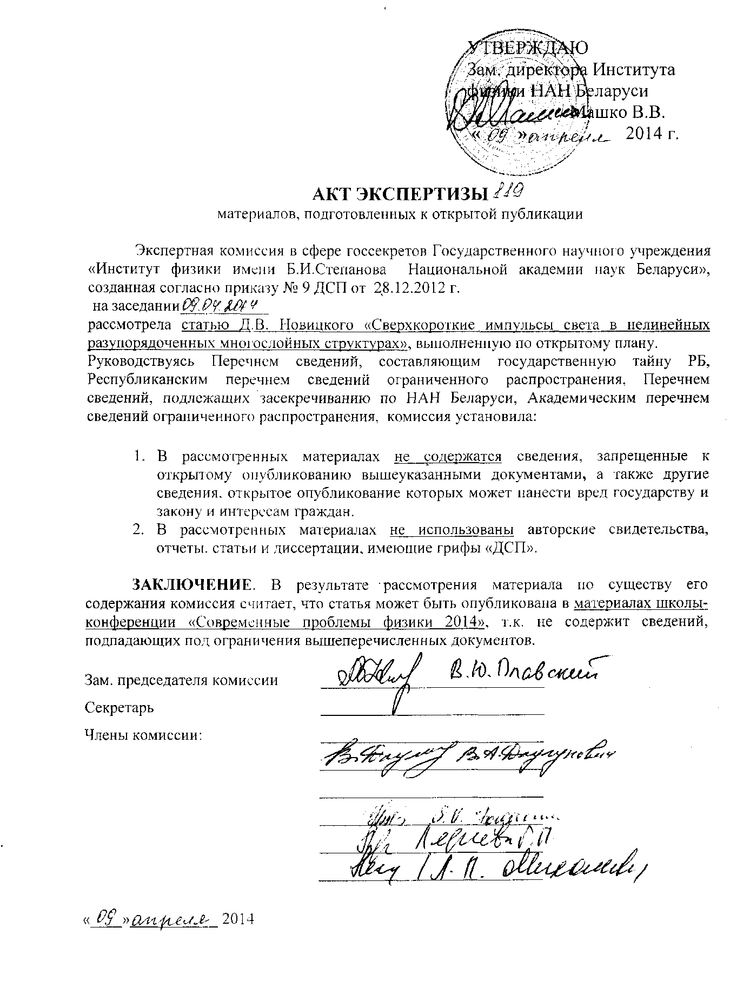 УТВЕРЖДАЮ
Зам. директора Института
физики НАН Беларуси
Машко В.В.
« 09 » апреля 2014 г.
АКТ ЭКСПЕРТИЗЫ 119
материалов, подготовленных к открытой публикации
Экспертная комиссия в сфере госсекретов Государственного научного учреждения
«Институт физики имени Б.И.Степанова Национальной академии наук Беларуси»,
созданная согласно приказу № 9 ДСП от 28.12.2012 г.
на заседании 09.04.2014
рассмотрела статью Д.В. Новицкого «Сверхкороткие импульсы света в нелинейных
разупорядоченных многослойных структурах», выполненную по открытому плану.
Руководствуясь Перечнем сведений, составляющим государственную тайну РБ,
Республиканским перечнем сведений ограниченного распространения, Перечнем
сведений, подлежащих засекречиванию по НАН Беларуси, Академическим перечнем
сведений ограниченного распространения, комиссия установила:
1. В рассмотренных материалах не содержатся сведения, запрещенные к
открытому опубликованию вышеуказанными документами, а также другие
сведения, открытое опубликование которых может нанести вред государству и
закону и интересам граждан.
2. В рассмотренных материалах не использованы авторские свидетельства,
отчеты, статьи и диссертации, имеющие грифы «ДСП».
ЗАКЛЮЧЕНИЕ. В результате рассмотрения материала по существу его
содержания комиссия считает, что статья может быть опубликована в материалах школы-
конференции «Современные проблемы физики 2014», т.к. не содержит сведений,
подпадающих под ограничения вышеперечисленных документов.
Зам. председателя комиссии В.Ю. Плавский
Секретарь
Члены комиссии:
В.А. Длугунович
Г.П.
Л.П.
« 09 » апреля 2014